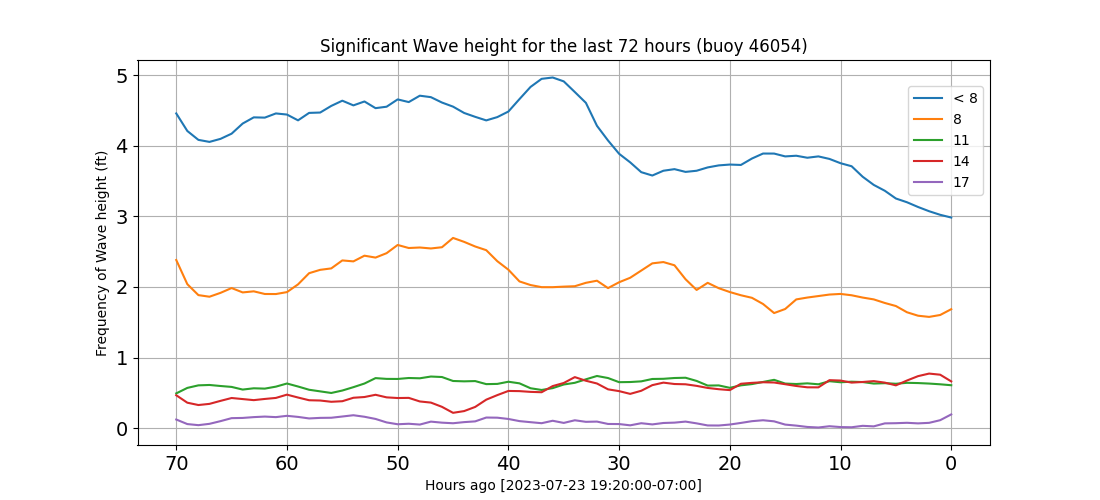 Significant Wave height for the last 72 hours (buoy 46054)
Frequency of Wave height (ft)
5
4
3
2
1
0
< 8
8
11
14
17
70 60 50 40 30 20 10 0
Hours ago [2023-07-23 19:20:00-07:00]